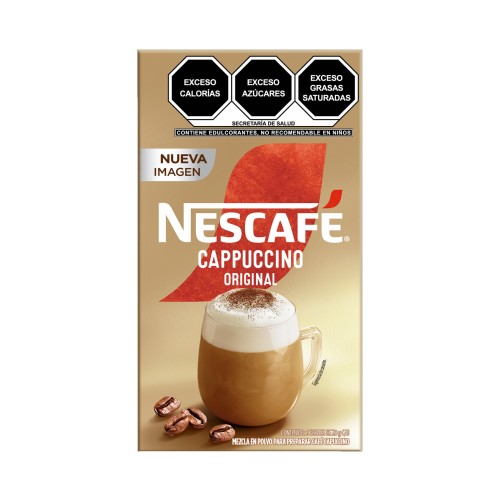 EXCESO
CALORÍAS
EXCESO
AZÚCARES
EXCESO
GRASAS
SATURADAS
SECRETARÍA DE SALUD
CONTIENE EDULCORANTES, NO RECOMENDABLE EN NIÑOS
NUEVA
IMAGEN
NESCAFÉ®
CAPPUCCINO
ORIGINAL
MEZCLA EN POLVO PARA PREPARAR CAFÉ CAPUCHINO